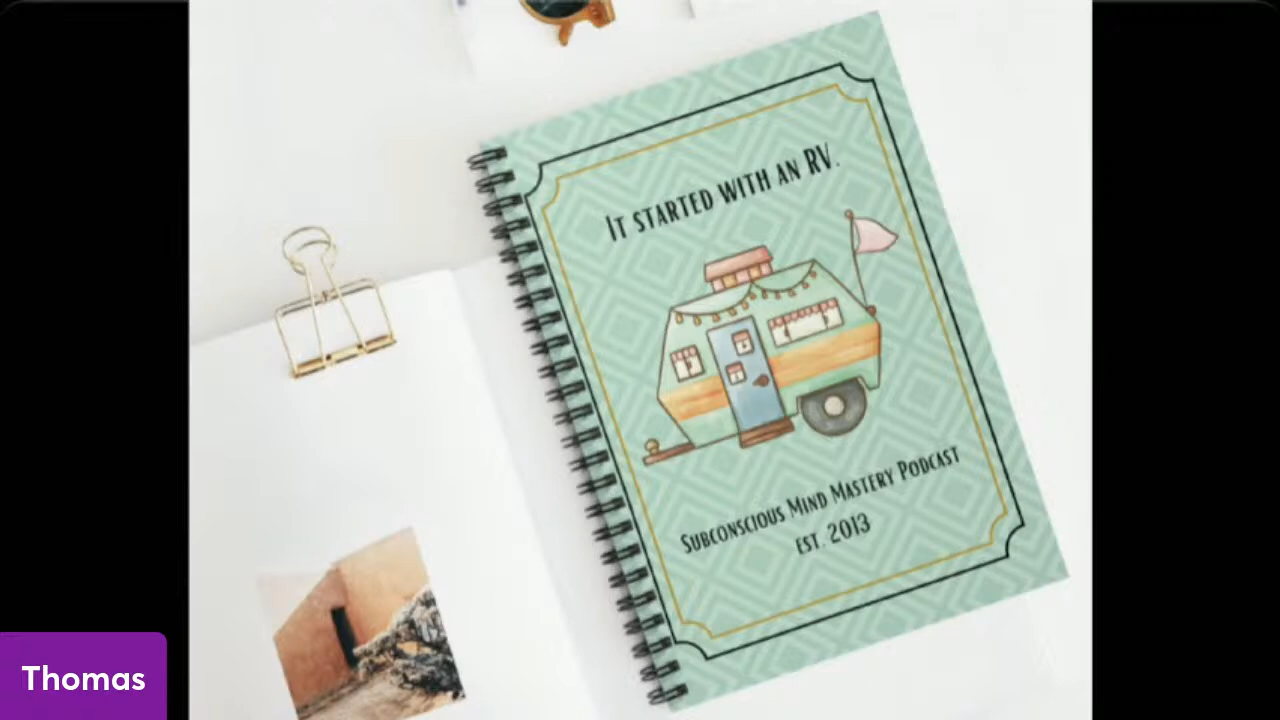 It started with an RV.
Subconscious Mind Mastery Podcast
est. 2013
Thomas